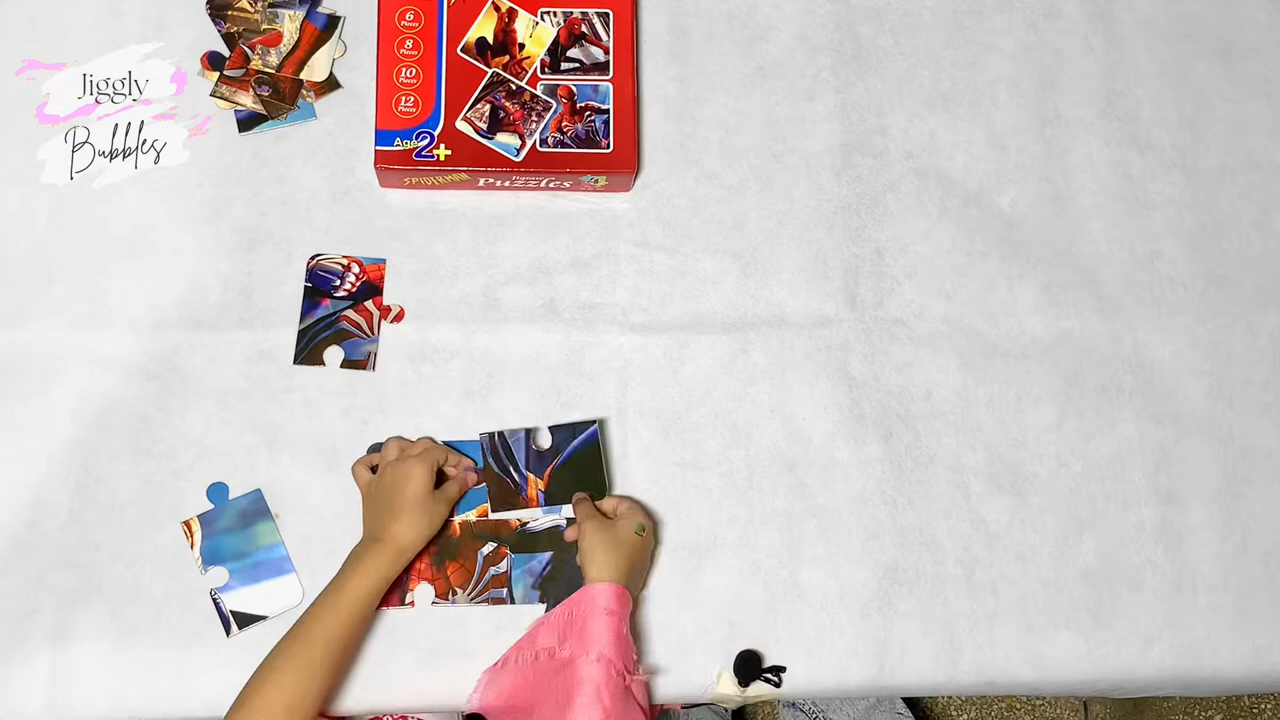 Jiggly
Bubbles
6
Pieces
8
Pieces
10
Pieces
12
Pieces
Age 2+
SPIDERMAN Jigsaw Puzzles